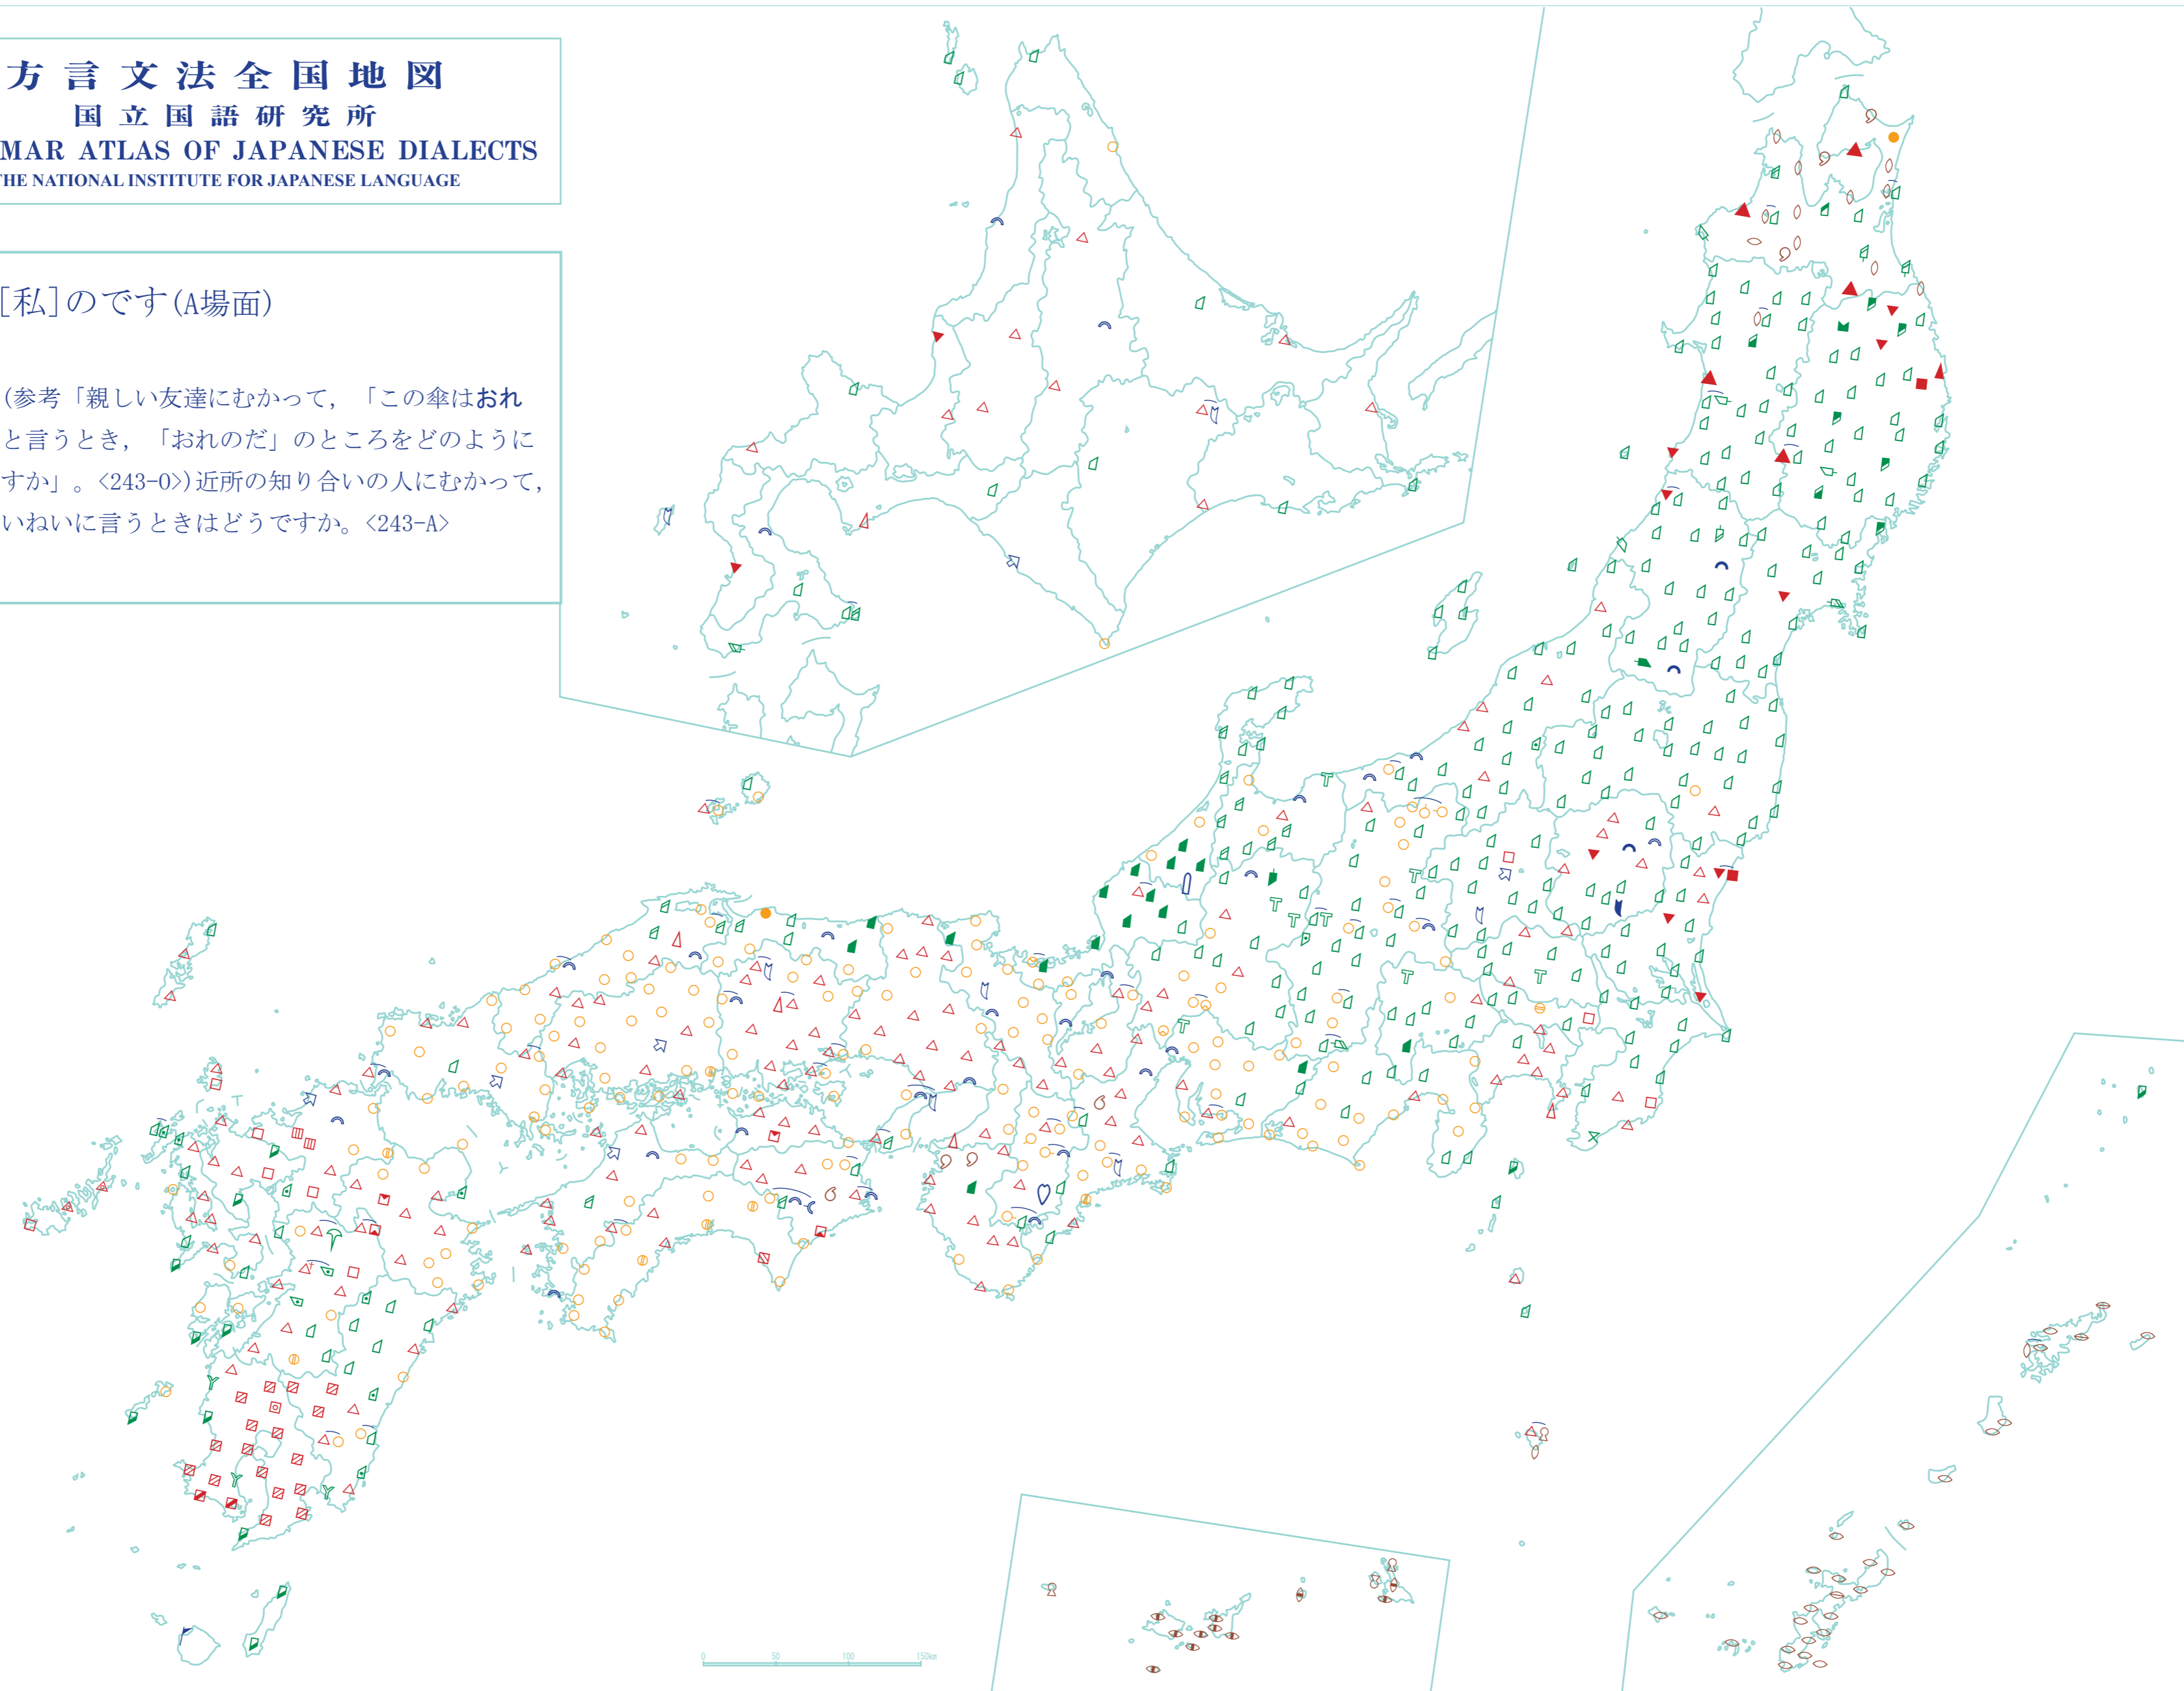 方言文法全国地図
国立国語研究所
MAR ATLAS OF JAPANESE DIALECTS
THE NATIONAL INSTITUTE FOR JAPANESE LANGUAGE
[私]のです(A場面)
(参考「親しい友達にむかって,「この傘はおれ
と言うとき,「おれのだ」のところをどのように
すか」。<243-0>)近所の知り合いの人にむかって,
いねいに言うときはどうですか。<243-A>
0 50 100 150km